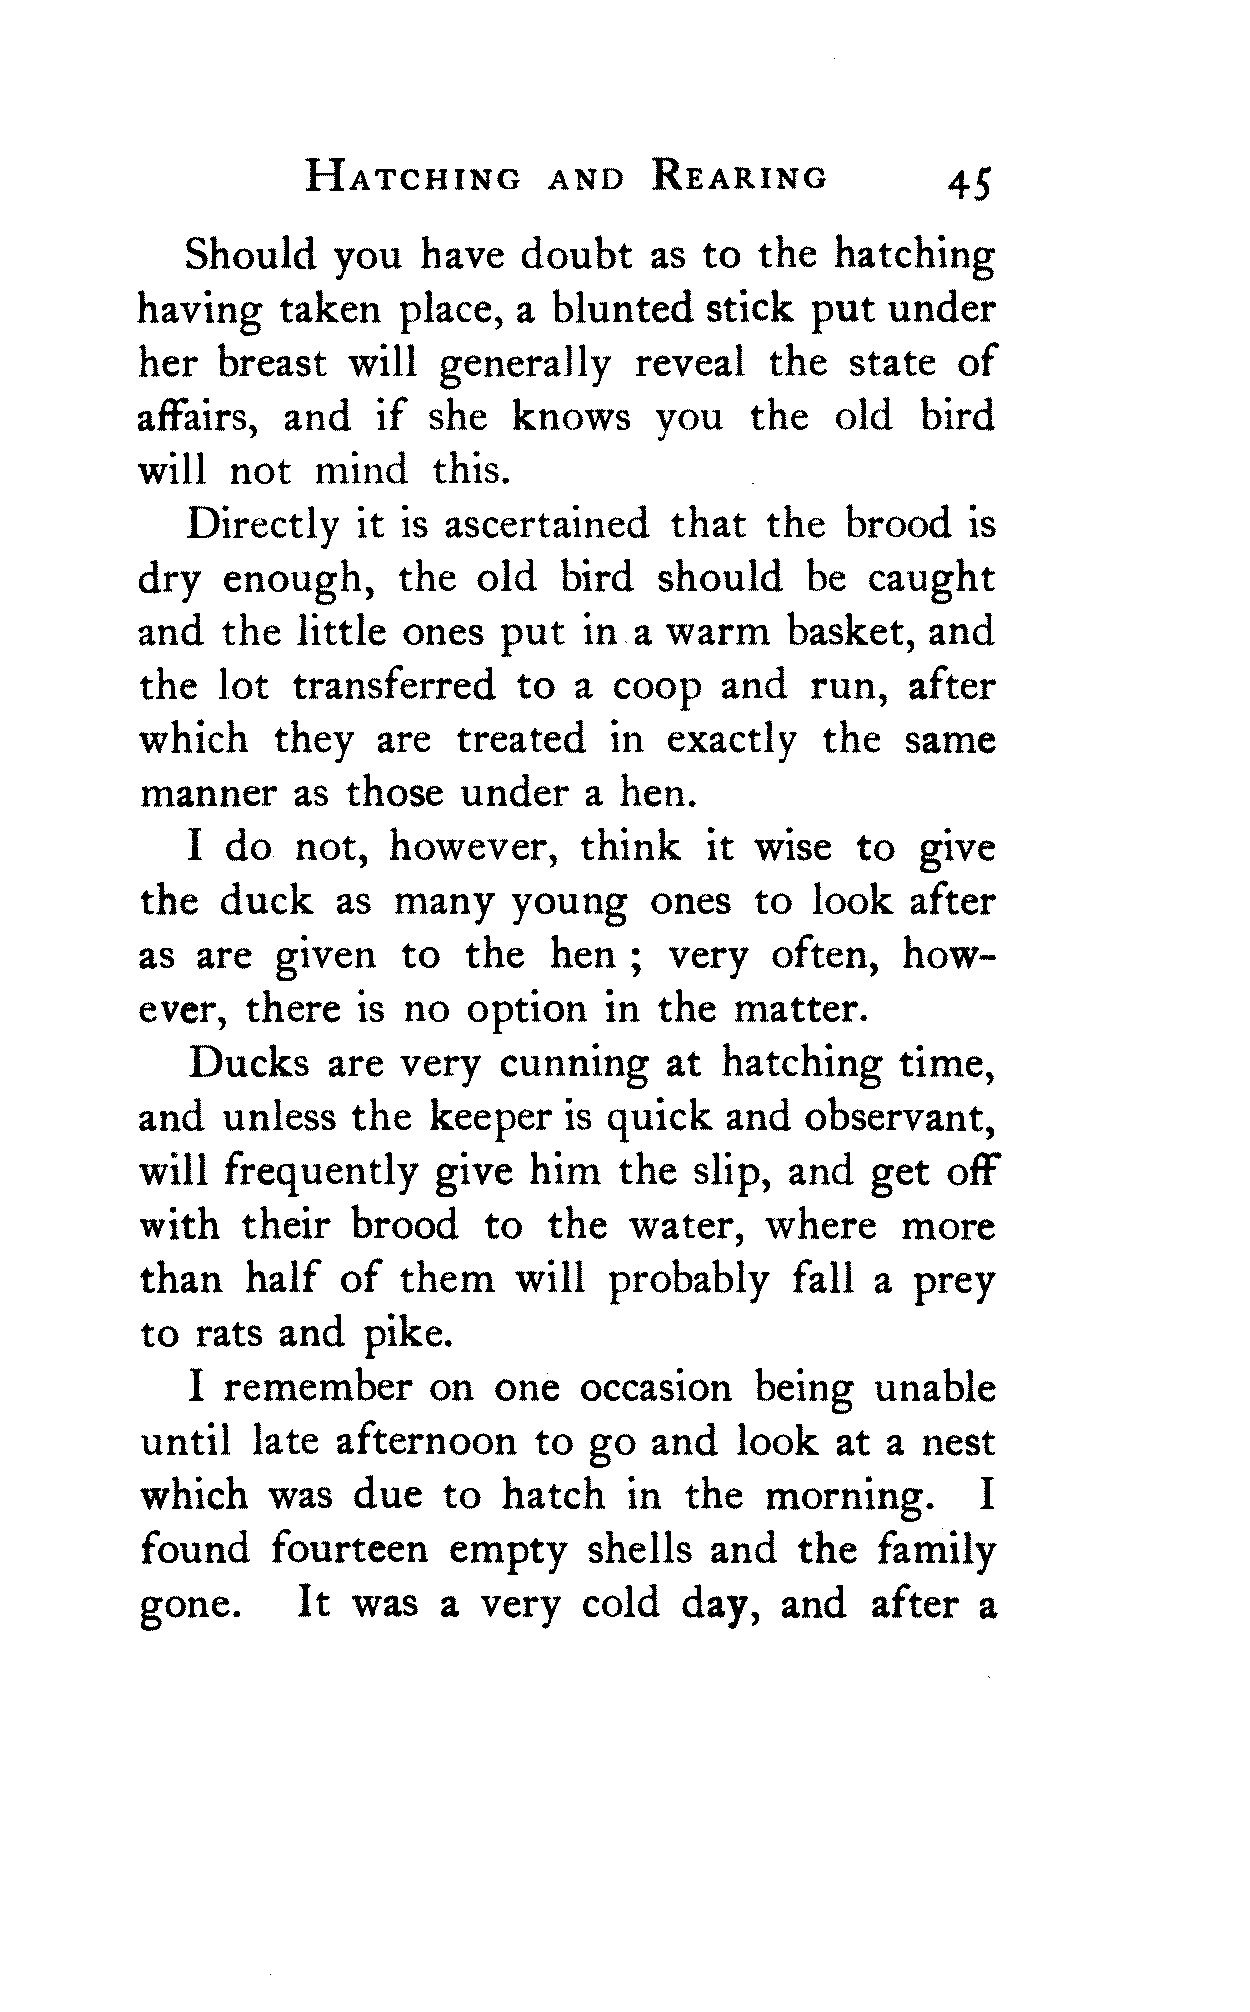 Hatching and Rearing 45
Should you have doubt as to the hatching
having taken place, a blunted stick put under
her breast will generally reveal the state of
affairs, and if she knows you the old bird
will not mind this.
Directly it is ascertained that the brood is
dry enough, the old bird should be caught
and the little ones put in a warm basket, and
the lot transferred to a coop and run, after
which they are treated in exactly the same
manner as those under a hen.
I do not, however, think it wise to give
the duck as many young ones to look after
as are given to the hen ; very often, how-
ever, there is no option in the matter.
Ducks are very cunning at hatching time,
and unless the keeper is quick and observant,
will frequently give him the slip, and get off
with their brood to the water, where more
than half of them will probably fall a prey
to rats and pike.
I remember on one occasion being unable
until late afternoon to go and look at a nest
which was due to hatch in the morning. I
found fourteen empty shells and the family
gone. It was a very cold day, and after a